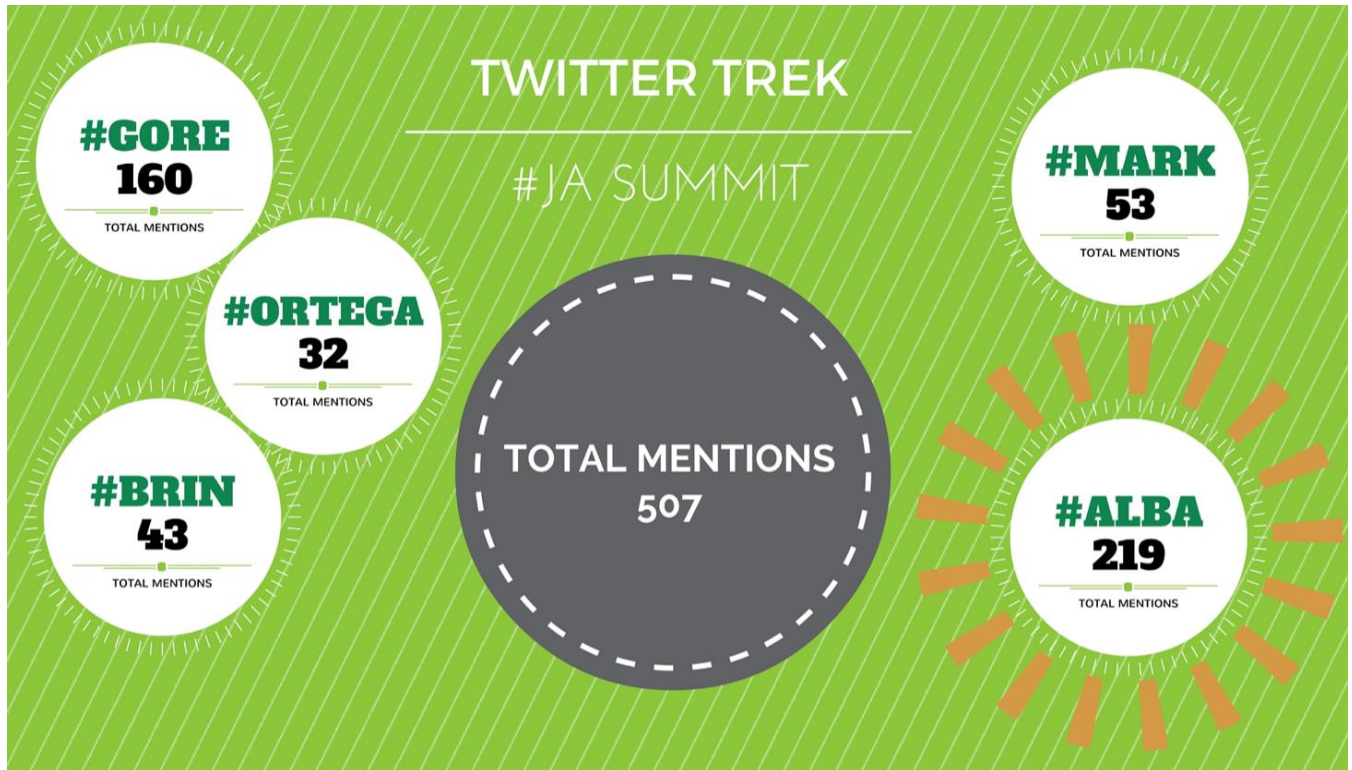 TWITTER TREK
#JA SUMMIT
#GORE
160
TOTAL MENTIONS
#ORTEGA
32
TOTAL MENTIONS
#BRIN
43
TOTAL MENTIONS
TOTAL MENTIONS
507
#MARK
53
TOTAL MENTIONS
#ALBA
219
TOTAL MENTIONS